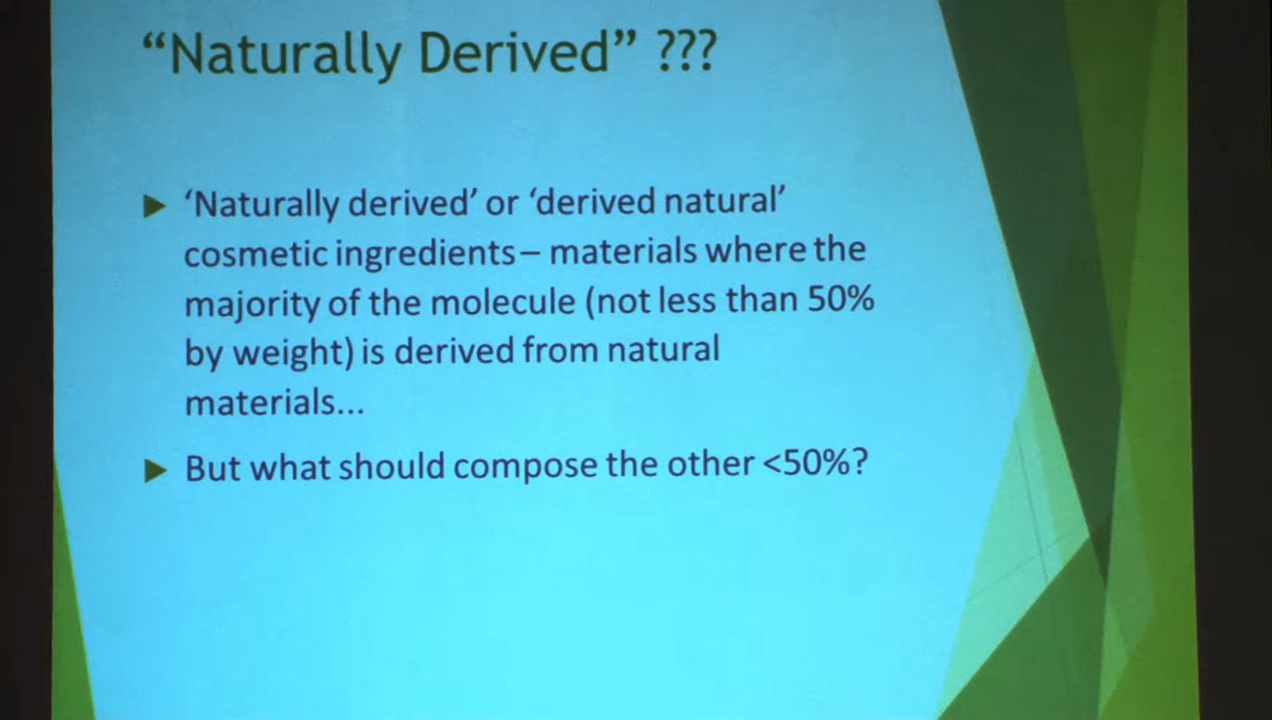 “Naturally Derived” ???
‘Naturally derived’ or ‘derived natural’
cosmetic ingredients – materials where the
majority of the molecule (not less than 50%
by weight) is derived from natural
materials...
But what should compose the other <50%?